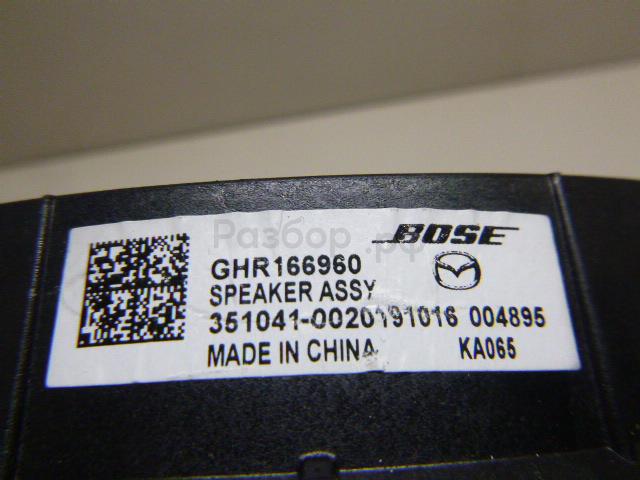 Разбор.рф
BOSE
GHR166960
SPEAKER ASSY
351041-0020191016 004895
MADE IN CHINA KA065